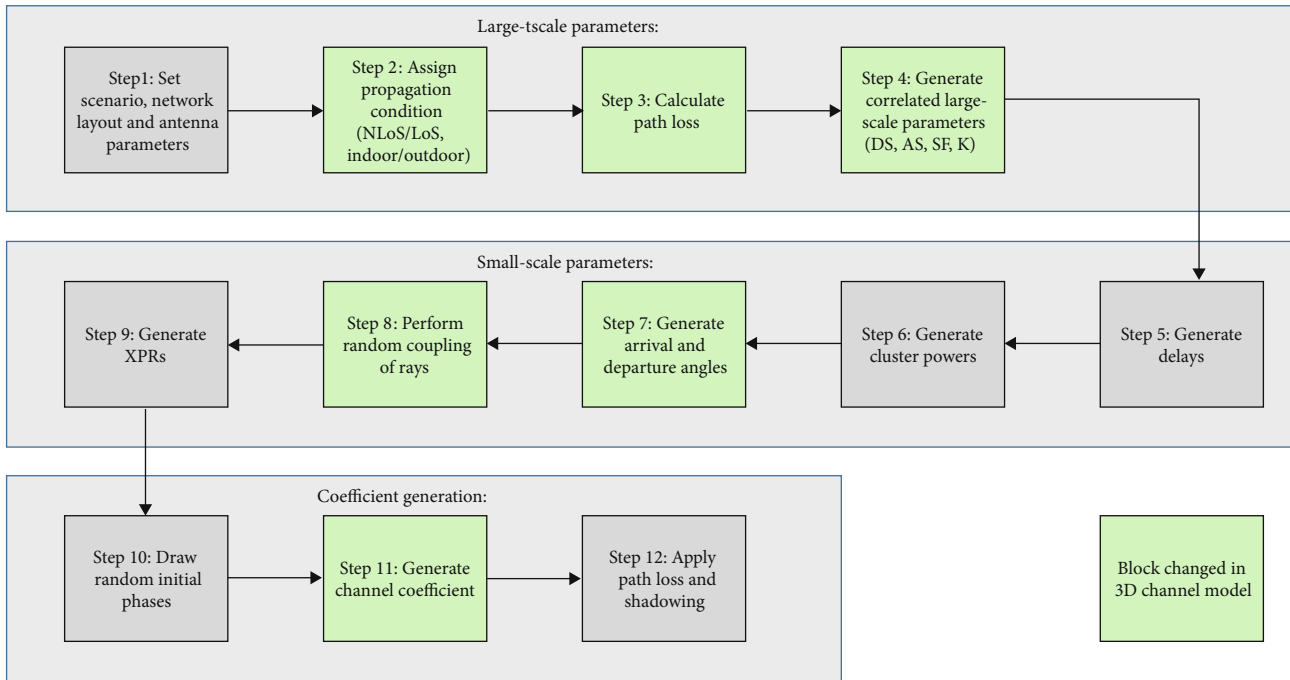 Large-tscale parameters:
Step1: Set
scenario, network
layout and antenna
parameters
Step 2: Assign
propagation
condition
(NLoS/LoS,
indoor/outdoor)
Step 3: Calculate
path loss
Step 4: Generate
correlated large-
scale parameters
(DS, AS, SF, K)
Small-scale parameters:
Step 9: Generate
XPRs
Step 8: Perform
random coupling
of rays
Step 7: Generate
arrival and
departure angles
Step 6: Generate
cluster powers
Step 5: Generate
delays
Coefficient generation:
Step 10: Draw
random initial
phases
Step 11: Generate
channel coefficient
Step 12: Apply
path loss and
shadowing
Block changed in
3D channel model